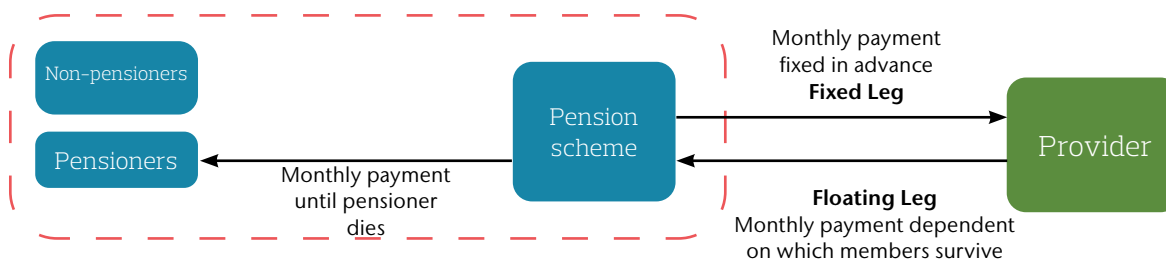 Non-pensioners
Pensioners
Monthly payment
until pensioner
dies
Pension
scheme
Monthly payment
fixed in advance
Fixed Leg
Floating Leg
Monthly payment dependent
on which members survive
Provider